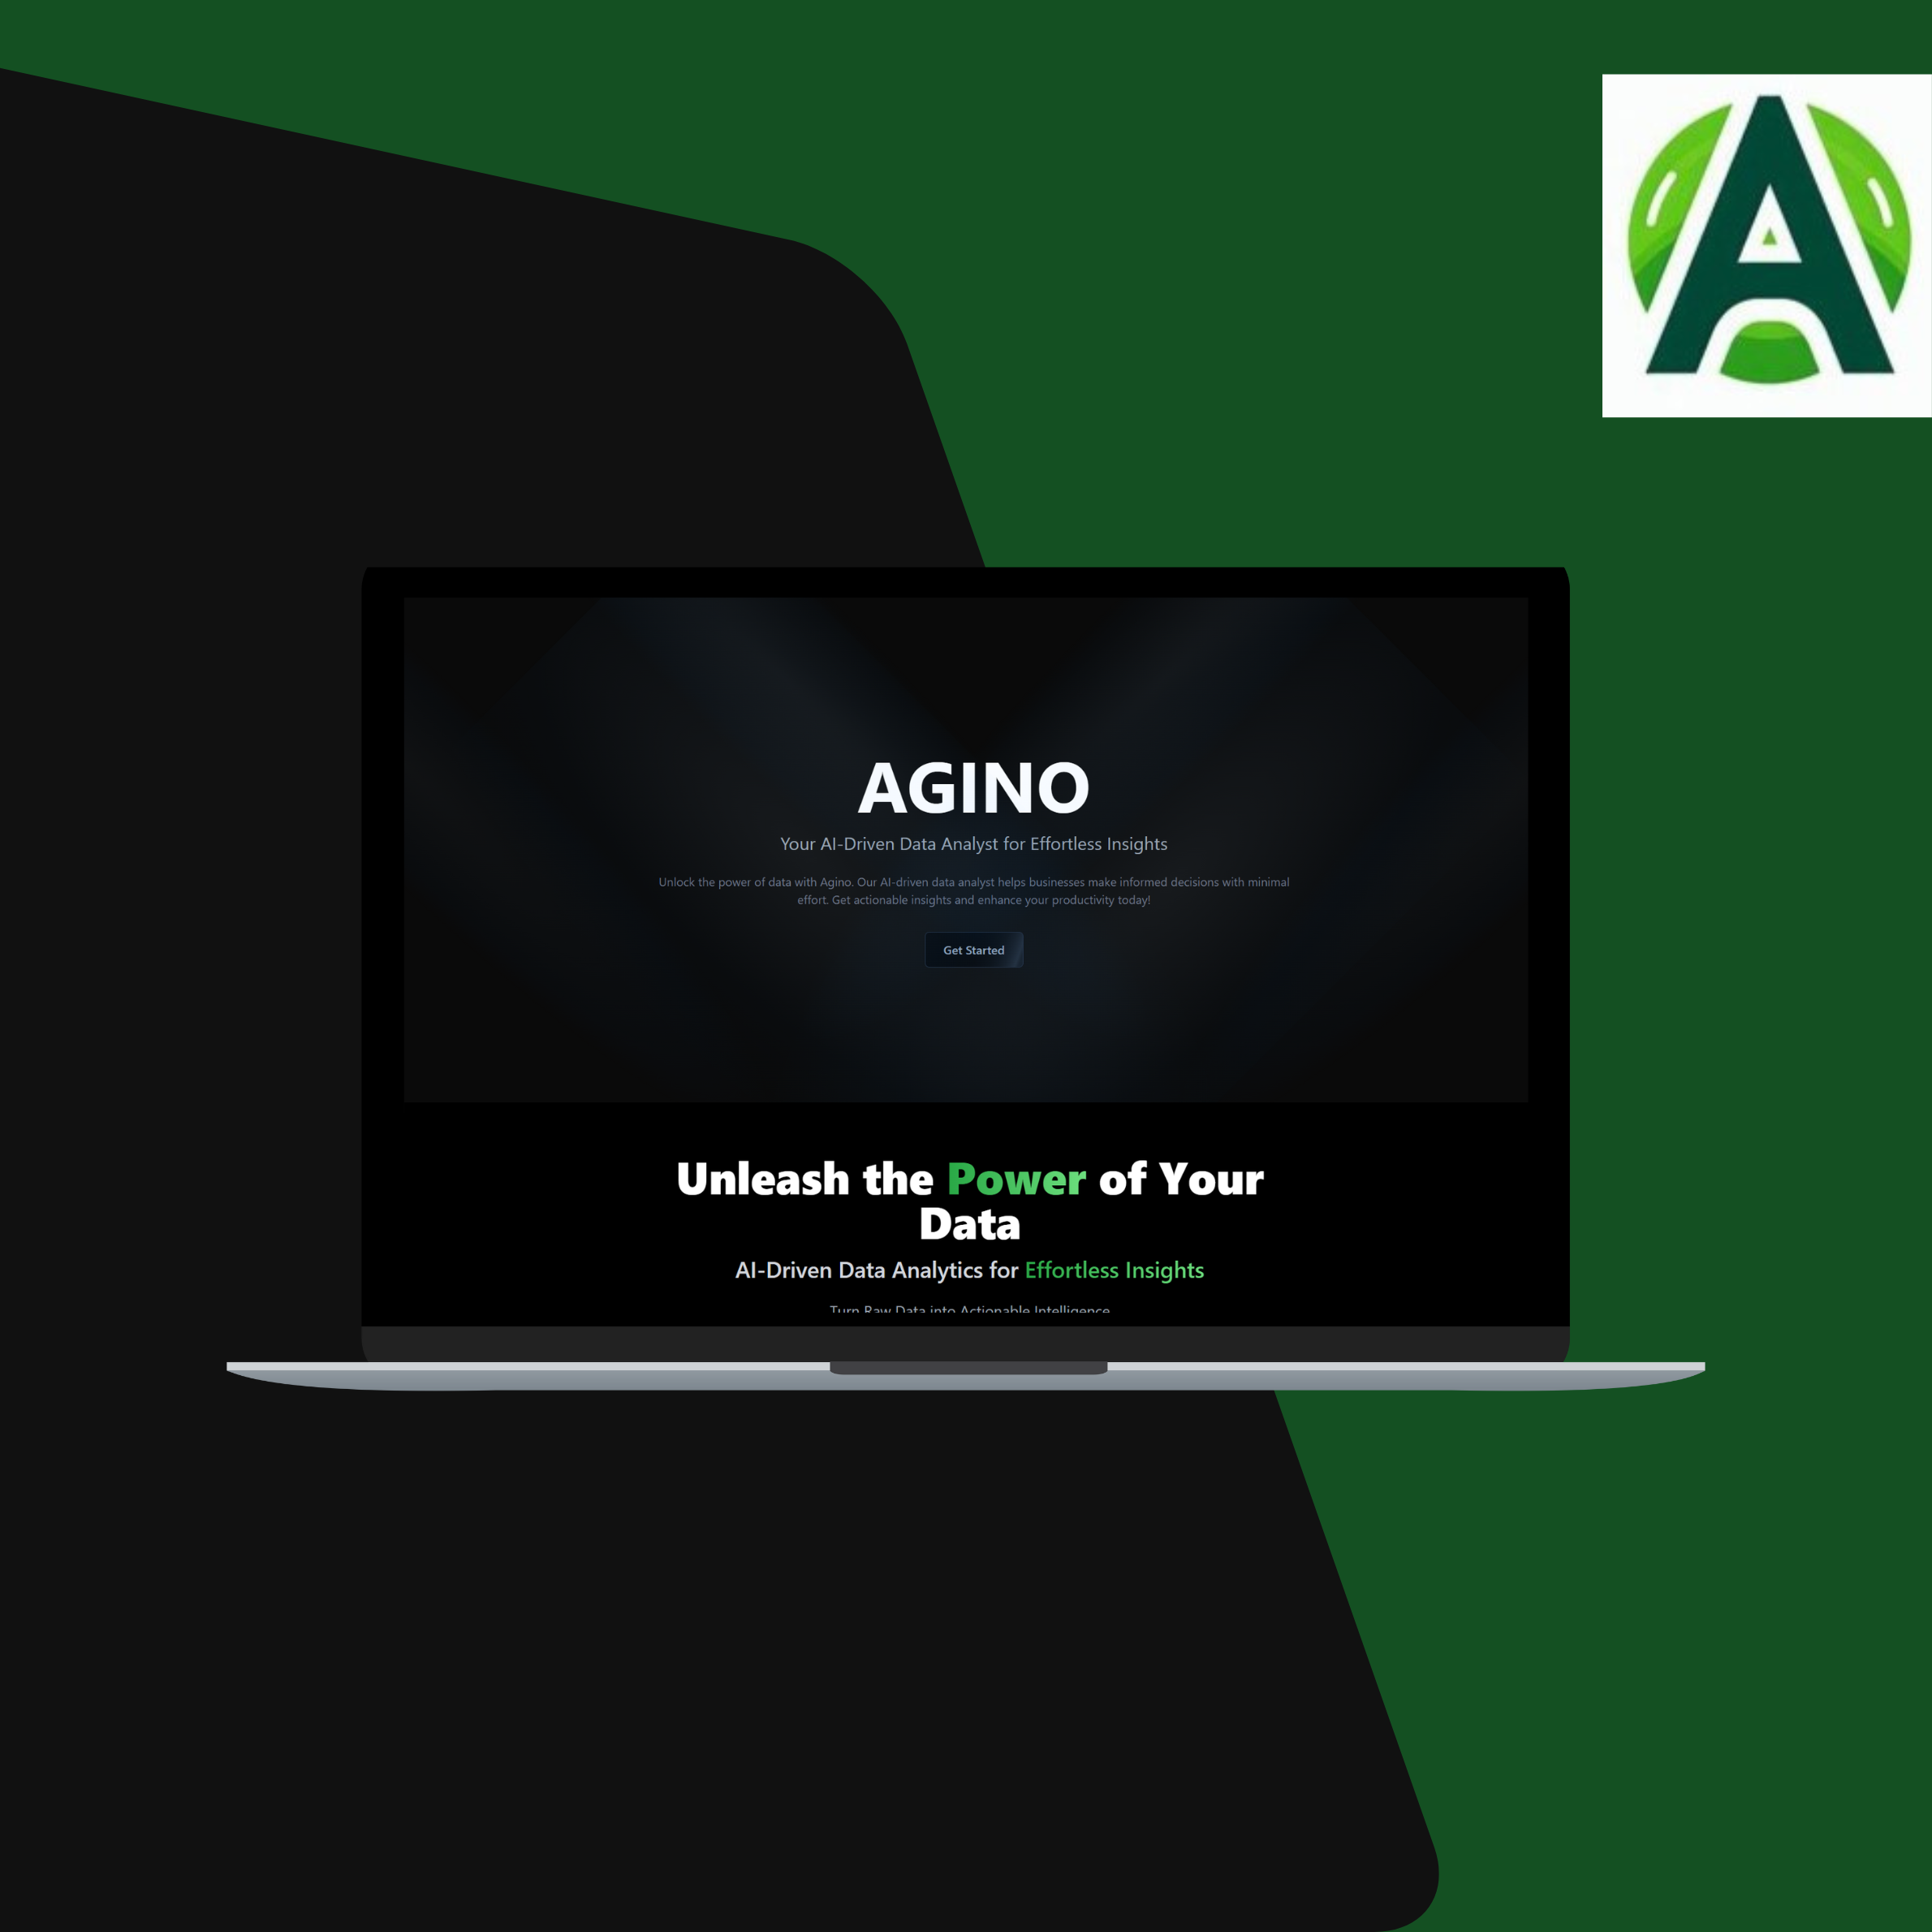 A
AGINO
Your AI-Driven Data Analyst for Effortless Insights
Unlock the power of data with Agino. Our AI-driven data analyst helps businesses make informed decisions with minimal
effort. Get actionable insights and enhance your productivity today!
Get Started
Unleash the Power of Your
Data
AI-Driven Data Analytics for Effortless Insights
Turn Raw Data into Actionable Intelligence